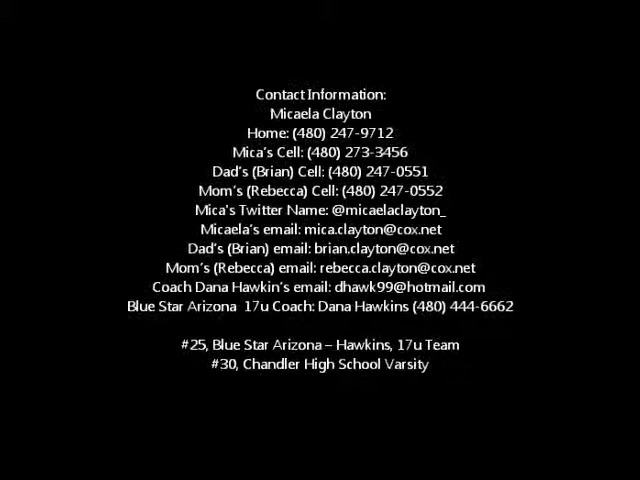 Contact Information:
Micaela Clayton
Home: (480) 247-9712
Mica's Cell: (480) 273-3456
Dad's (Brian) Cell: (480) 247-0551
Mom's (Rebecca) Cell: (480) 247-0552
Mica's Twitter Name: @micaelaclayton_
Micaela's email: mica.clayton@cox.net
Dad's (Brian) email: brian.clayton@cox.net
Mom's (Rebecca) email: rebecca.clayton@cox.net
Coach Dana Hawkin's email: dhawk99@hotmail.com
Blue Star Arizona 17u Coach: Dana Hawkins (480) 444-6662
#25, Blue Star Arizona – Hawkins, 17u Team
#30, Chandler High School Varsity